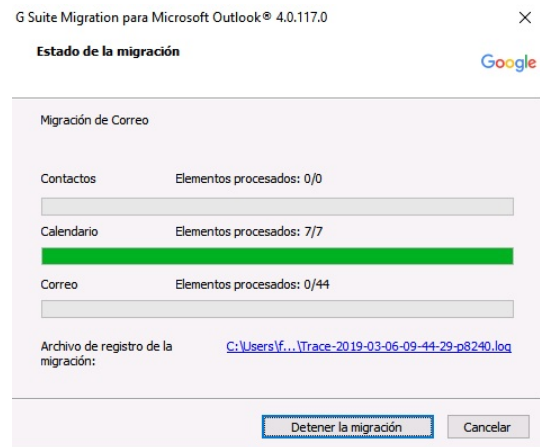 G Suite Migration para Microsoft Outlook® 4.0.117.0
Estado de la migración
Google
Migración de Correo
Contactos Elementos procesados: 0/0
Calendario Elementos procesados: 7/7
Correo Elementos procesados: 0/44
Archivo de registro de la C:\Users\f...\Trace-2019-03-06-09-44-29-p8240.log
migración:
Detener la migración Cancelar